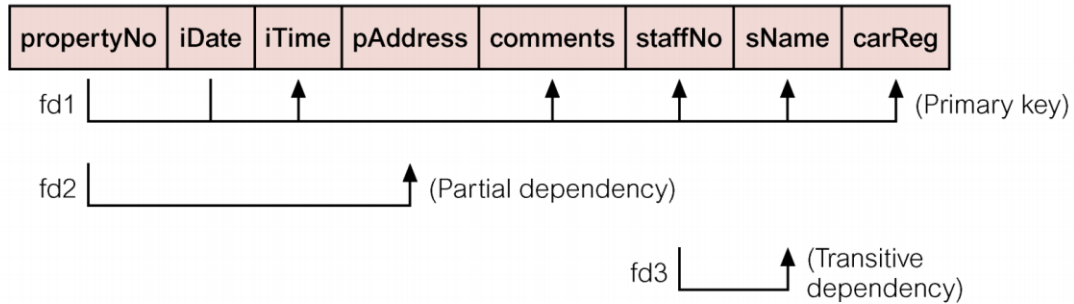 propertyNo iDate iTime pAddress comments staffNo sName carReg
fd1 (Primary key)
fd2 (Partial dependency)
fd3 (Transitive
dependency)